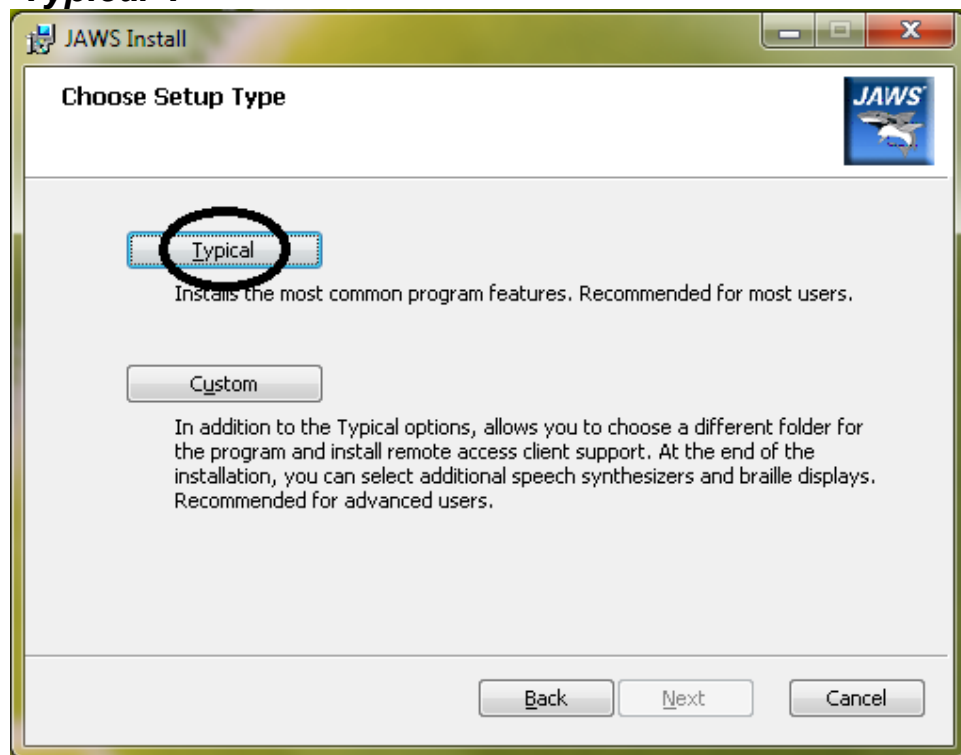 JAWS Install
Choose Setup Type
JAWS
Typical
Installs the most common program features. Recommended for most users.
Custom
In addition to the Typical options, allows you to choose a different folder for
the program and install remote access client support. At the end of the
installation, you can select additional speech synthesizers and braille displays.
Recommended for advanced users.
Back
Next
Cancel